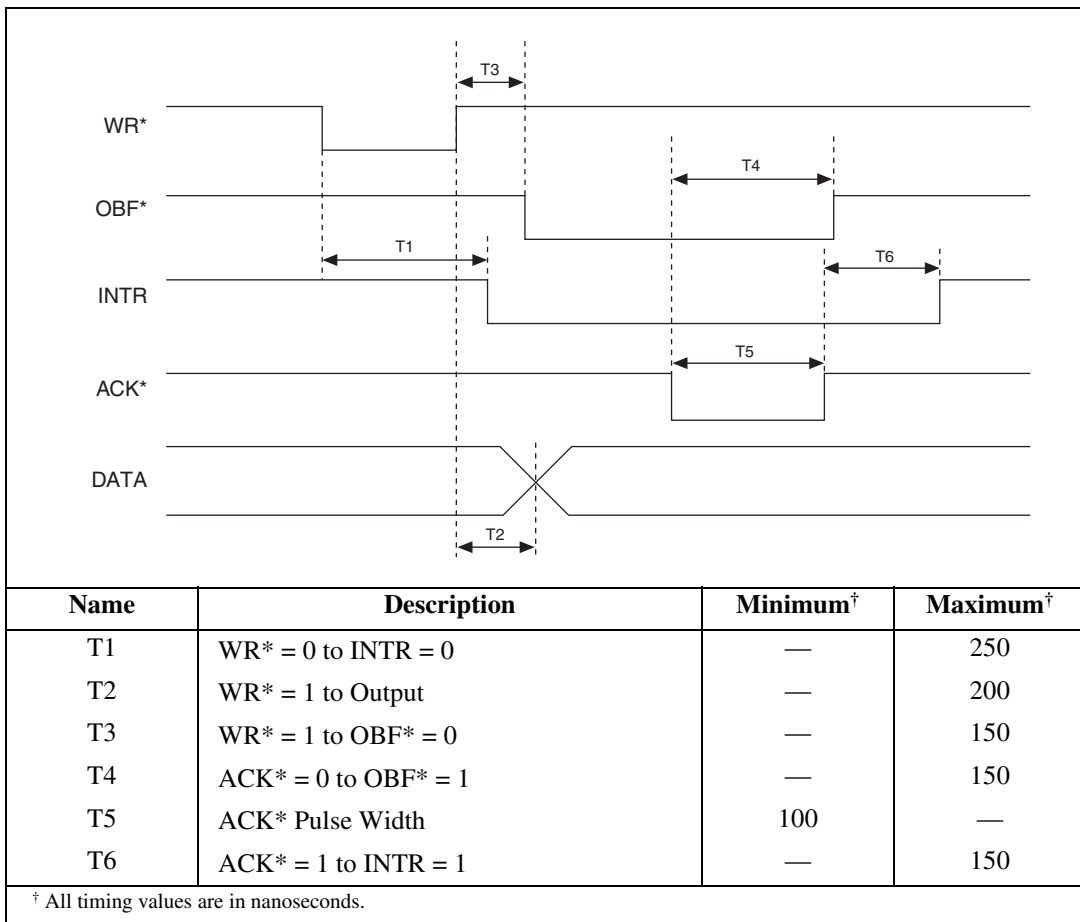 T3
WR*
T4
OBF*
T1
T6
INTR
T5
ACK*
DATA
T2
Name Description Minimum† Maximum†
T1 WR* = 0 to INTR = 0 — 250
T2 WR* = 1 to Output — 200
T3 WR* = 1 to OBF* = 0 — 150
T4 ACK* = 0 to OBF* = 1 — 150
T5 ACK* Pulse Width 100 —
T6 ACK* = 1 to INTR = 1 — 150
† All timing values are in nanoseconds.